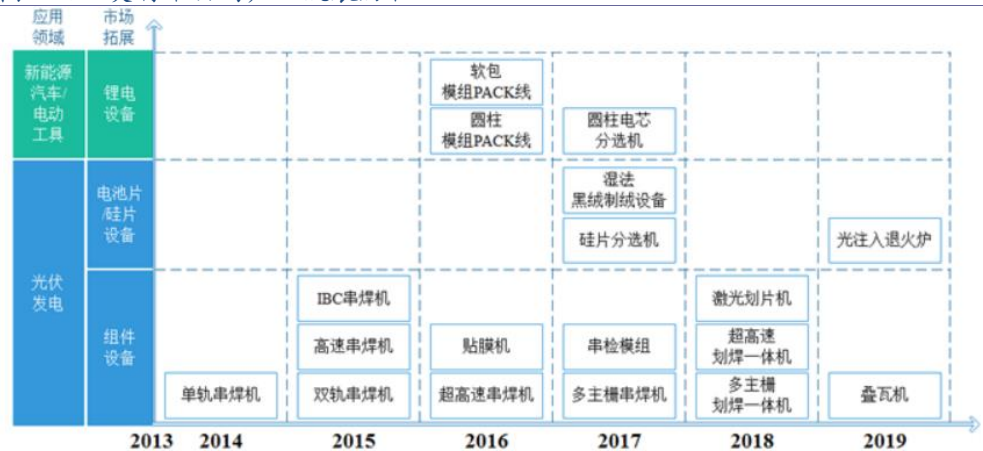 应用
领域
市场
拓展
新能源
汽车/
电动
工具
锂电
设备
软包
模组PACK线
圆柱
模组PACK线
圆柱电芯
分选机
光伏
发电
电池片
/硅片
设备
湿法
黑绒制绒设备
硅片分选机
光注入退火炉
组件
设备
IBC串焊机
激光划片机
高速串焊机
贴膜机
串检模组
超高速
划焊一体机
单轨串焊机
双轨串焊机
超高速串焊机
多主栅串焊机
多主栅
划焊一体机
叠瓦机
2013 2014 2015 2016 2017 2018 2019